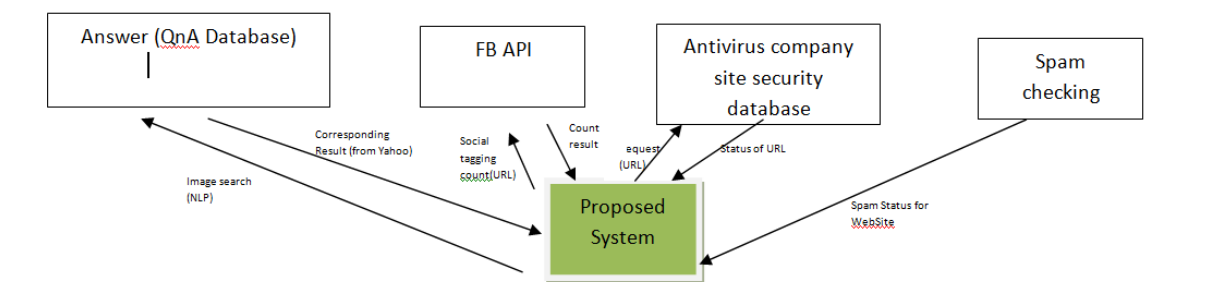 Answer (QnA Database)
FB API
Antivirus company
site security
database
Spam
checking
Corresponding
Result (from Yahoo)
Social
tagging
count(URL)
Count
result
equest
(URL)
Status of URL
Image search
(NLP)
Proposed
System
Spam Status for
WebSite